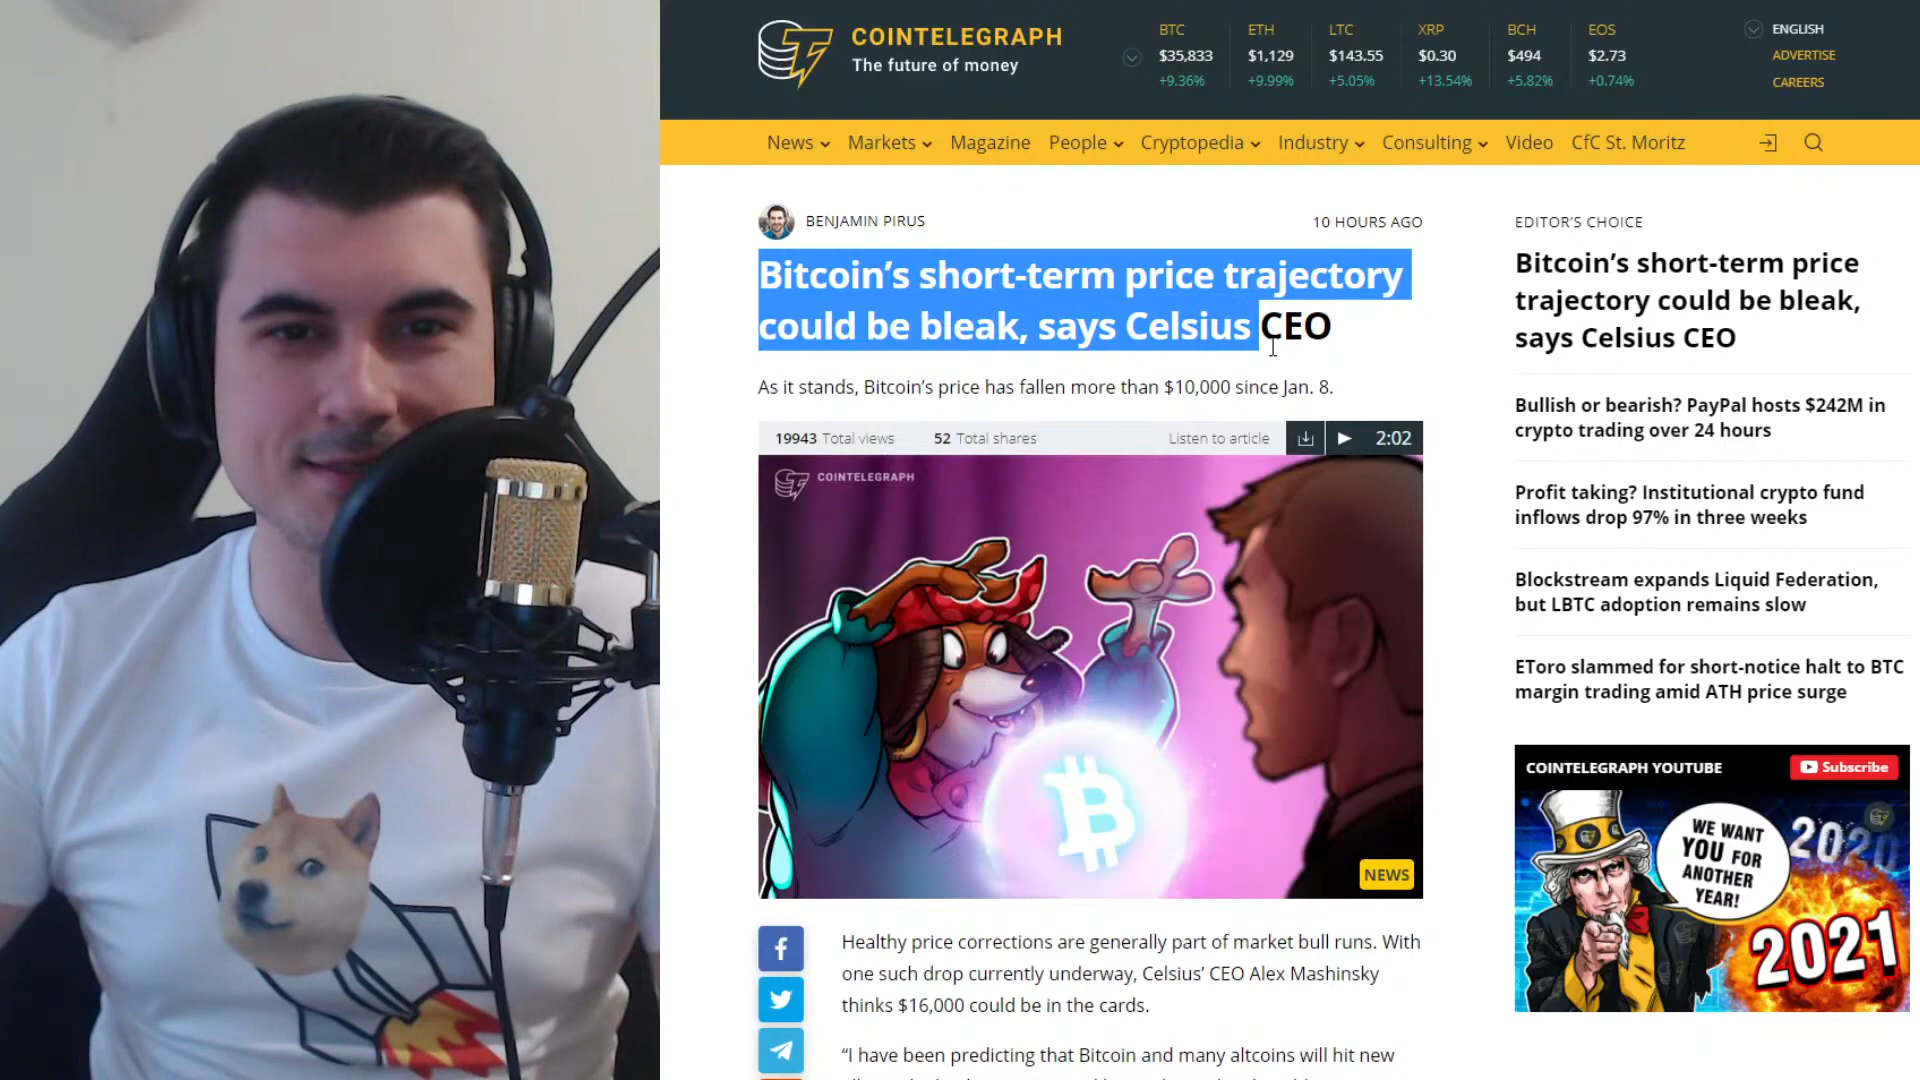 COINTELEGRAPH
The future of money
BTC
$35,833
+9.36%
ETH
$1,129
+9.99%
LTC
$143.55
+5.05%
XRP
$0.30
+13.54%
BCH
$494
+5.82%
EOS
$2.73
+0.74%
ENGLISH
ADVERTISE
CAREERS
News
Markets
Magazine
People
Cryptopedia
Industry
Consulting
Video
CfC St. Moritz
BENJAMIN PIRUS
10 HOURS AGO
Bitcoin’s short-term price trajectory
could be bleak, says Celsius CEO
As it stands, Bitcoin’s price has fallen more than $10,000 since Jan. 8.
19943 Total views
52 Total shares
Listen to article
2:02
COINTELEGRAPH
NEWS
Healthy price corrections are generally part of market bull runs. With
one such drop currently underway, Celsius’ CEO Alex Mashinsky
thinks $16,000 could be in the cards.
“I have been predicting that Bitcoin and many altcoins will hit new
EDITOR’S CHOICE
Bitcoin’s short-term price
trajectory could be bleak,
says Celsius CEO
Bullish or bearish? PayPal hosts $242M in
crypto trading over 24 hours
Profit taking? Institutional crypto fund
inflows drop 97% in three weeks
Blockstream expands Liquid Federation,
but LBTC adoption remains slow
EToro slammed for short-notice halt to BTC
margin trading amid ATH price surge
COINTELEGRAPH YOUTUBE
Subscribe
WE WANT
YOU FOR
ANOTHER
YEAR!
2020
2021